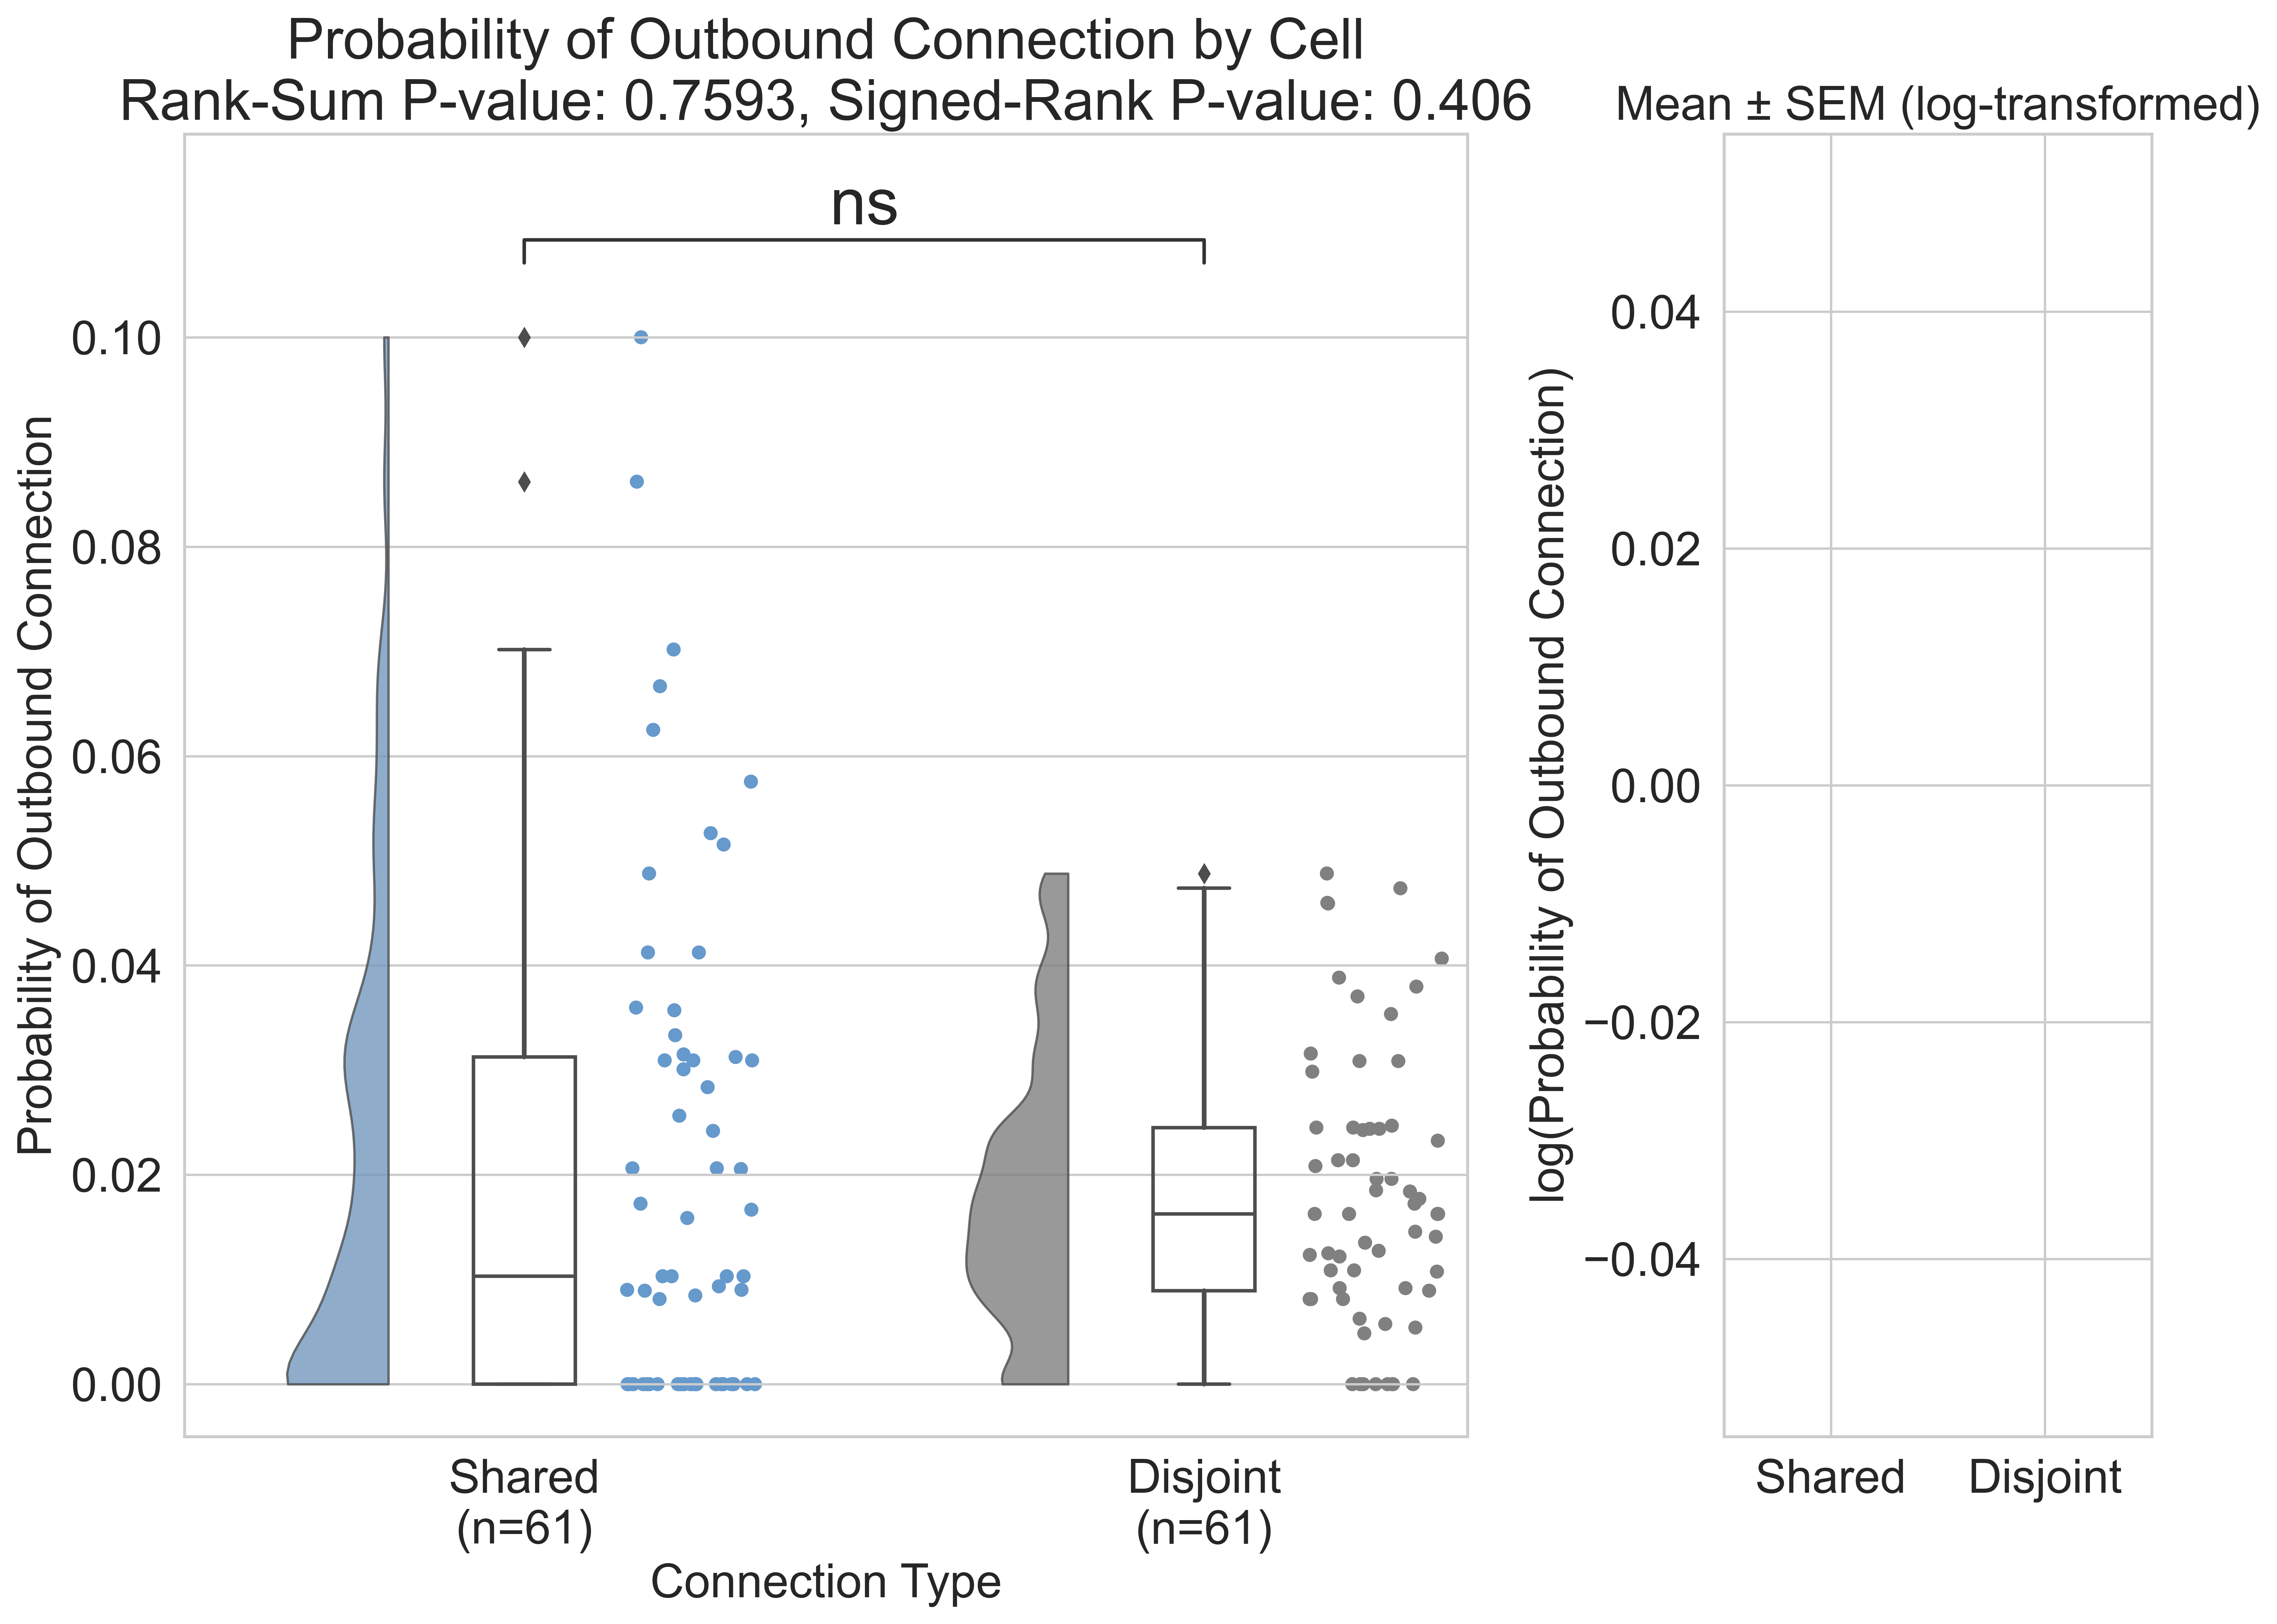 Probability of Outbound Connection by Cell
Rank-Sum P-value: 0.7593, Signed-Rank P-value: 0.406
Mean ± SEM (log-transformed)
ns
Probability of Outbound Connection
0.10
0.08
0.06
0.04
0.02
0.00
Shared
(n=61)
Disjoint
(n=61)
Connection Type
log(Probability of Outbound Connection)
0.04
0.02
0.00
−0.02
−0.04
Shared
Disjoint